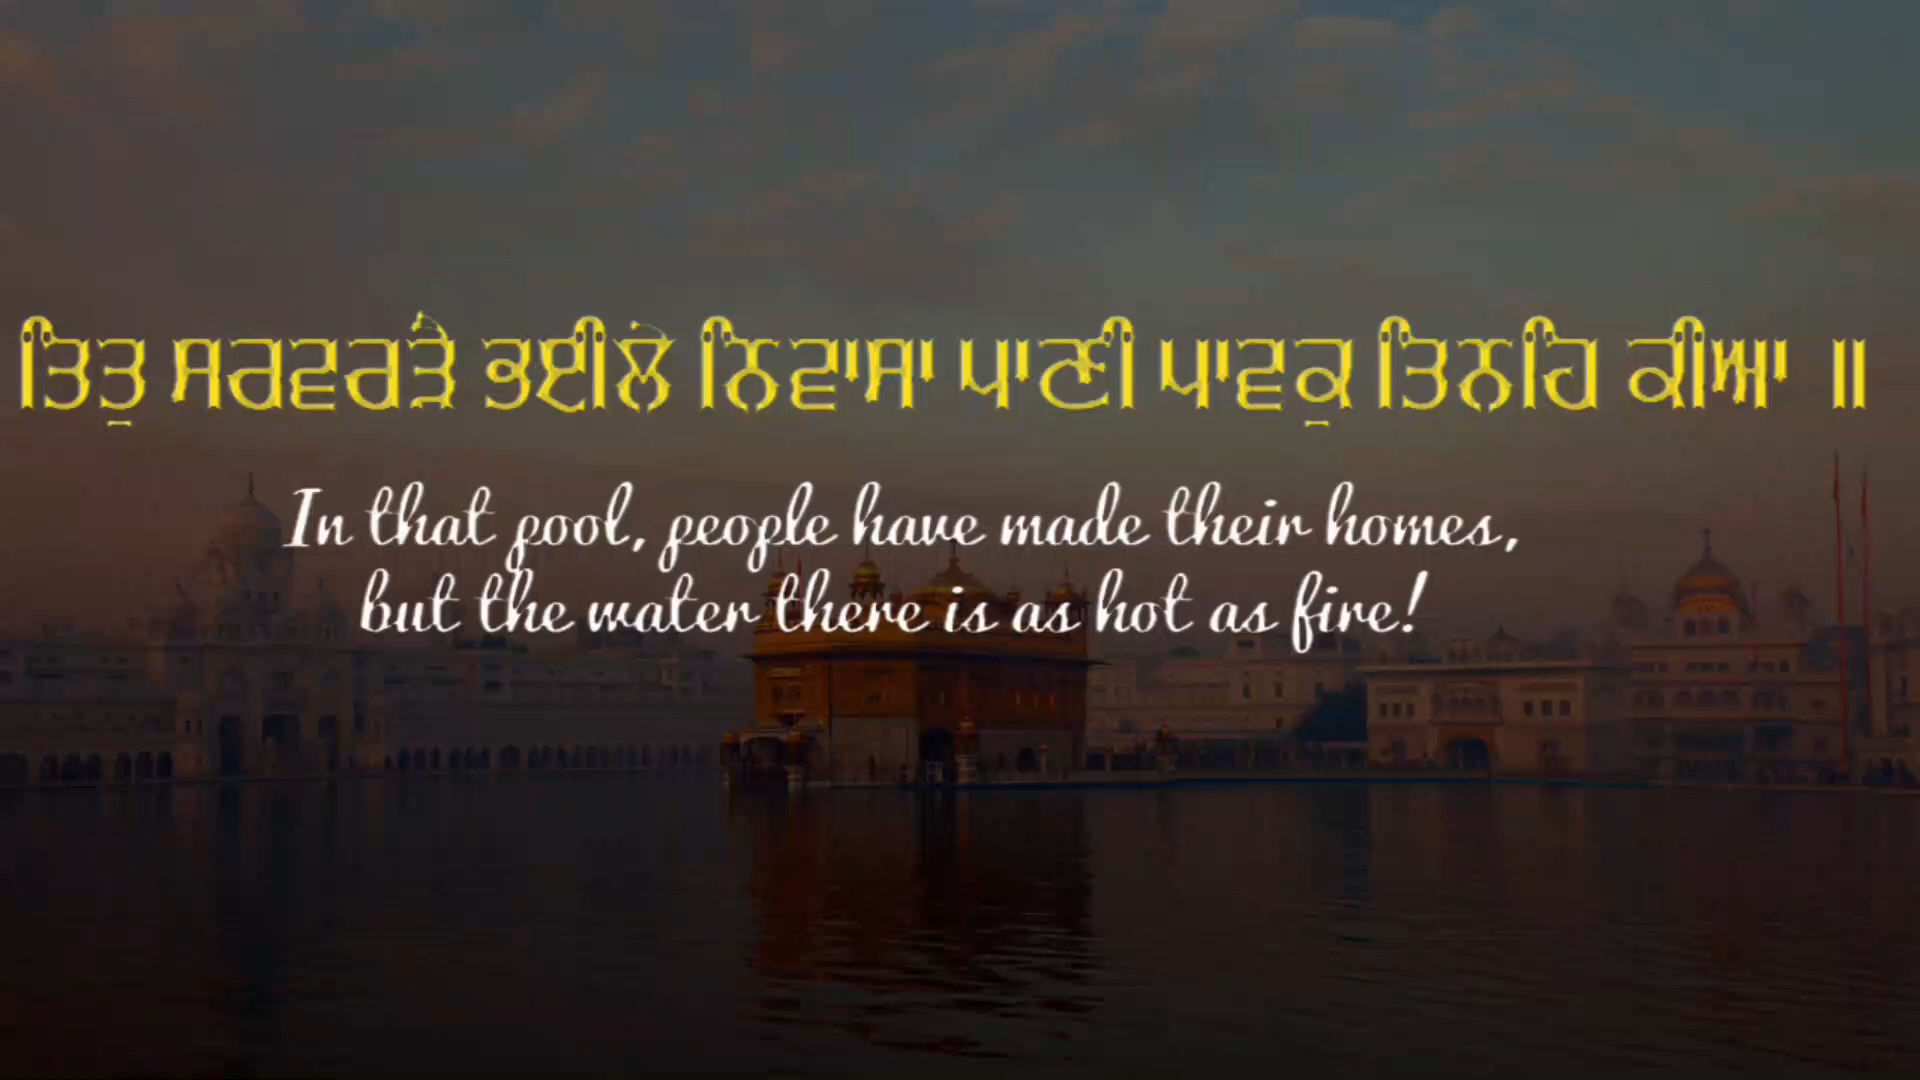 ਤਿਤੁ ਸਰਵਰੜੈ ਭਈਲੇ ਨਿਵਾਸਾ ਪਾਣੀ ਪਾਵਕੁ ਤਿਨਹਿ ਕੀਆ ॥
In that pool, people have made their homes,
but the water there is as hot as fire!